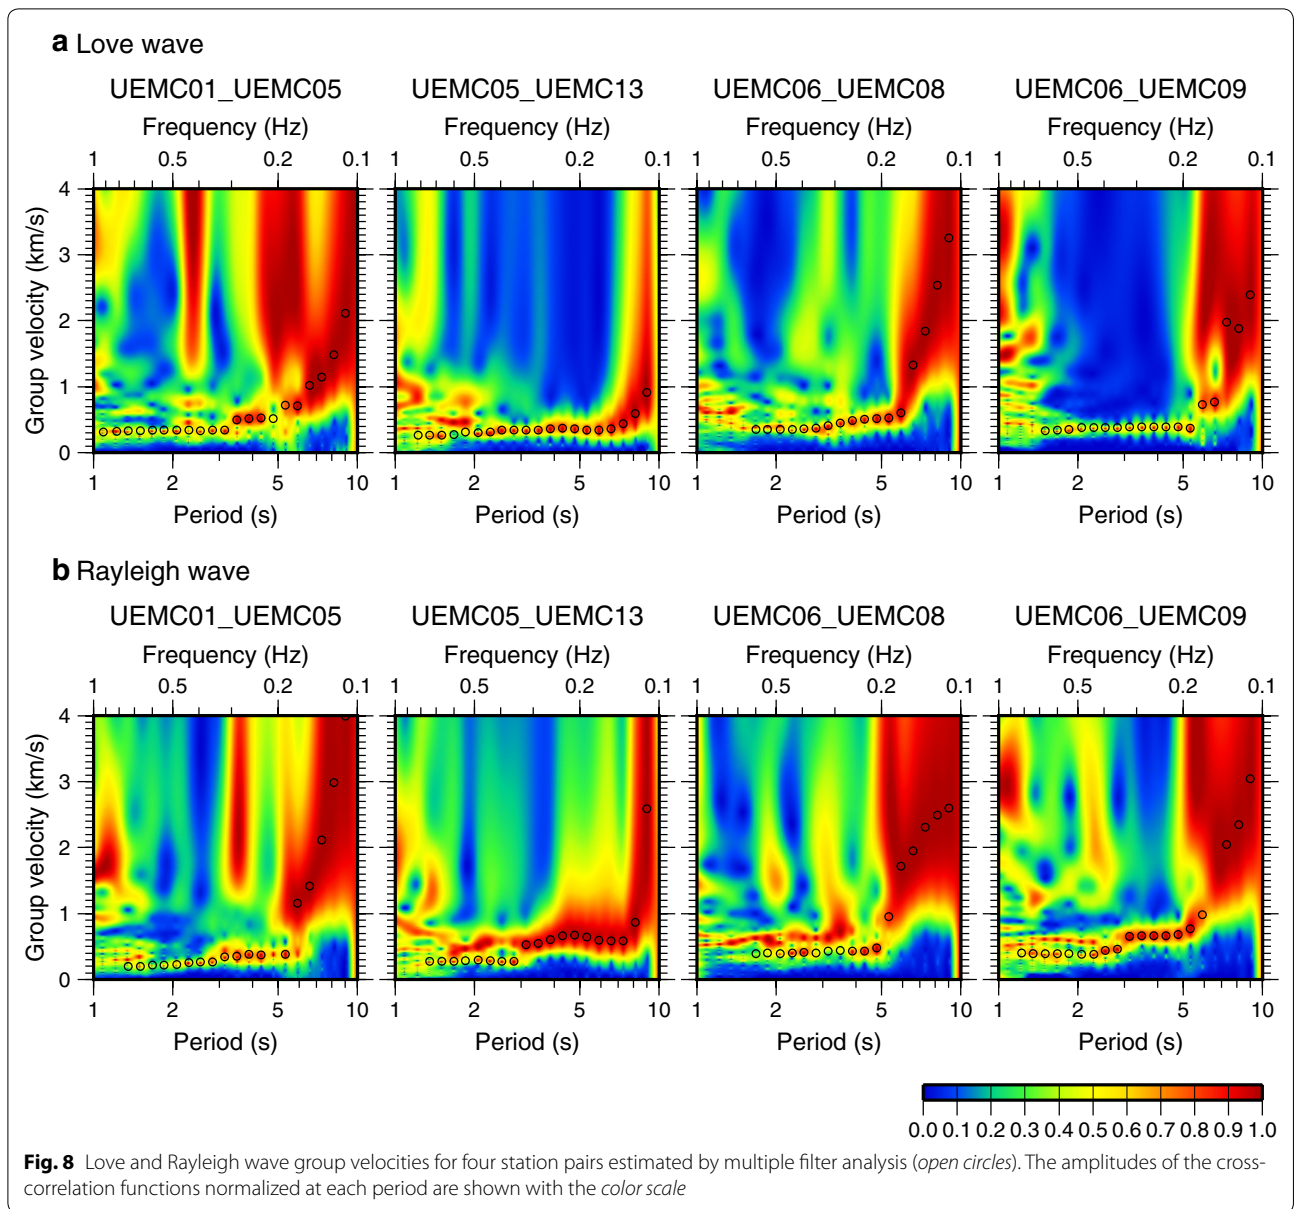 a Love wave
UEMC01_UEMC05 UEMC05_UEMC13 UEMC06_UEMC08 UEMC06_UEMC09
Frequency (Hz) Frequency (Hz) Frequency (Hz) Frequency (Hz)
1 0.5 0.2 0.1 1 0.5 0.2 0.1 1 0.5 0.2 0.1 1 0.5 0.2 0.1
Group velocity (km/s)
4
3
2
1
0
1 2 5 10 1 2 5 10 1 2 5 10 1 2 5 10
Period (s) Period (s) Period (s) Period (s)
b Rayleigh wave
UEMC01_UEMC05 UEMC05_UEMC13 UEMC06_UEMC08 UEMC06_UEMC09
Frequency (Hz) Frequency (Hz) Frequency (Hz) Frequency (Hz)
1 0.5 0.2 0.1 1 0.5 0.2 0.1 1 0.5 0.2 0.1 1 0.5 0.2 0.1
Group velocity (km/s)
4
3
2
1
0
1 2 5 10 1 2 5 10 1 2 5 10 1 2 5 10
Period (s) Period (s) Period (s) Period (s)
0.0 0.1 0.2 0.3 0.4 0.5 0.6 0.7 0.8 0.9 1.0
Fig. 8 Love and Rayleigh wave group velocities for four station pairs estimated by multiple filter analysis (open circles). The amplitudes of the cross-
correlation functions normalized at each period are shown with the color scale